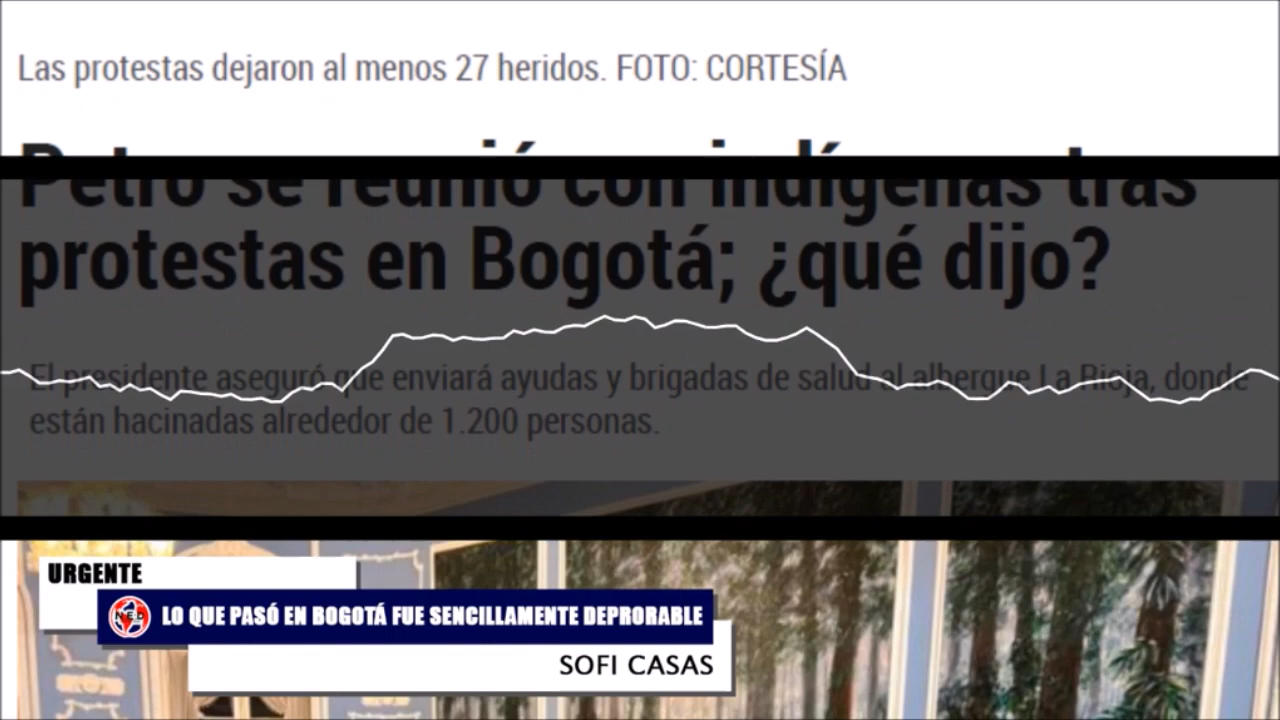 Las protestas dejaron al menos 27 heridos. FOTO: CORTESÍA
Petro se reunió con indígenas tras
protestas en Bogotá; ¿qué dijo?
El presidente aseguró que enviará ayudas y brigadas de salud al albergue La Rioja, donde
están hacinadas alrededor de 1.200 personas.
URGENTE
LO QUE PASÓ EN BOGOTÁ FUE SENCILLAMENTE DEPRORABLE
SOFI CASAS